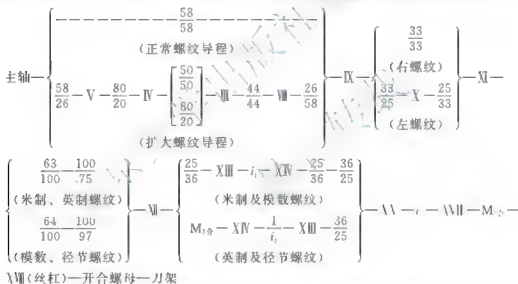 58/58
(正常螺纹导程)
主轴—58/26—Ⅴ—80/20—Ⅳ—[50/50 80/20]—Ⅲ—44/44—Ⅷ—26/58—Ⅸ—
(扩大螺纹导程)
33/33
(右螺纹)
33/25—Ⅹ—25/33
(左螺纹)
—Ⅺ—
63/100—100/75
(米制、英制螺纹)
64/100—100/97
(模数、径节螺纹)
—Ⅻ—
25/36—ⅩⅢ—i₁—ⅩⅣ—25/36—36/25
(米制及模数螺纹)
M₃合—ⅩⅣ—1/i₁—ⅩⅢ—36/25
(英制及径节螺纹)
ⅩⅧ(丝杠)—开合螺母—刀架